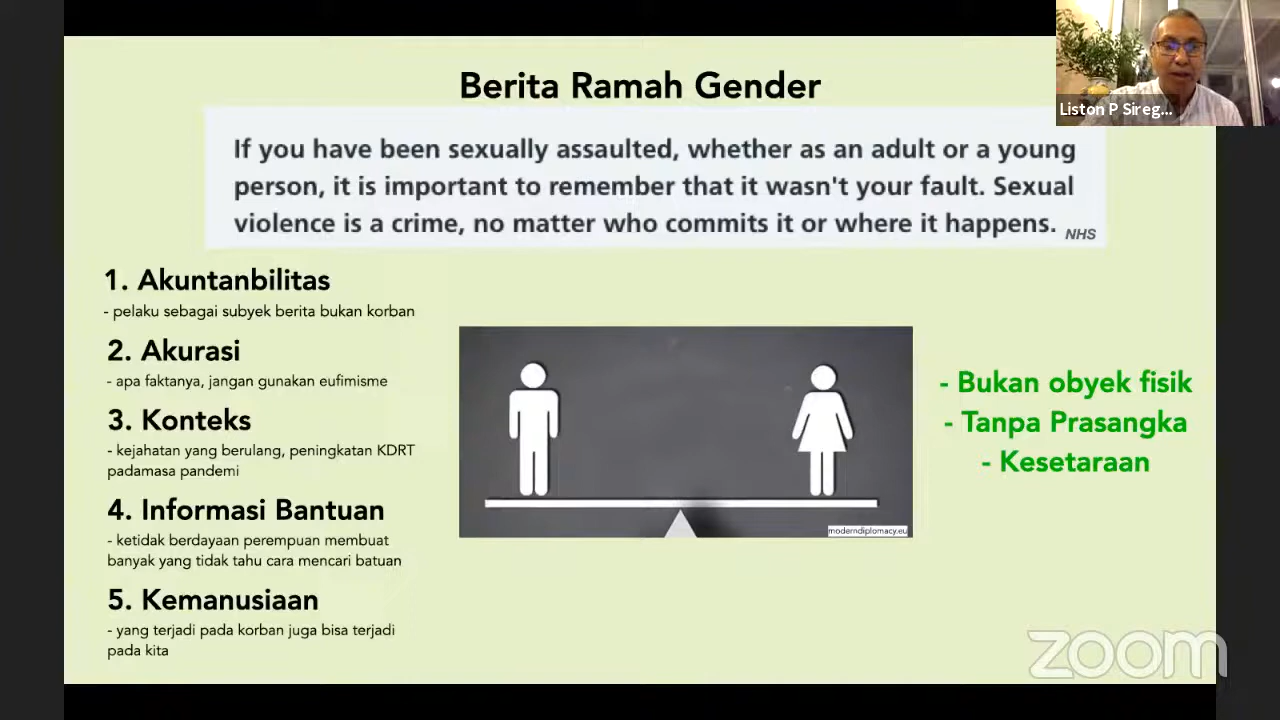 Berita Ramah Gender
Liston P Sireg...
If you have been sexually assaulted, whether as an adult or a young
person, it is important to remember that it wasn't your fault. Sexual
violence is a crime, no matter who commits it or where it happens.
NHS
1. Akuntanbilitas
- pelaku sebagai subyek berita bukan korban
2. Akurasi
- apa faktanya, jangan gunakan eufimisme
3. Konteks
- kejahatan yang berulang, peningkatan KDRT
padamasa pandemi
4. Informasi Bantuan
- ketidak berdayaan perempuan membuat
banyak yang tidak tahu cara mencari batuan
5. Kemanusiaan
- yang terjadi pada korban juga bisa terjadi
pada kita
moderndiplomacy.eu
- Bukan obyek fisik
- Tanpa Prasangka
- Kesetaraan
zoom